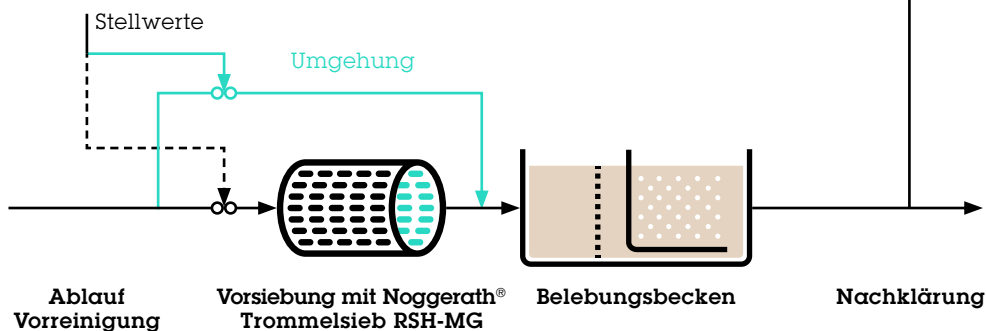 Stellwerte
Umgehung
Ablauf
Vorreinigung
Vorsiebung mit Noggerath®
Trommelsieb RSH-MG
Belebungsbecken
Nachklärung